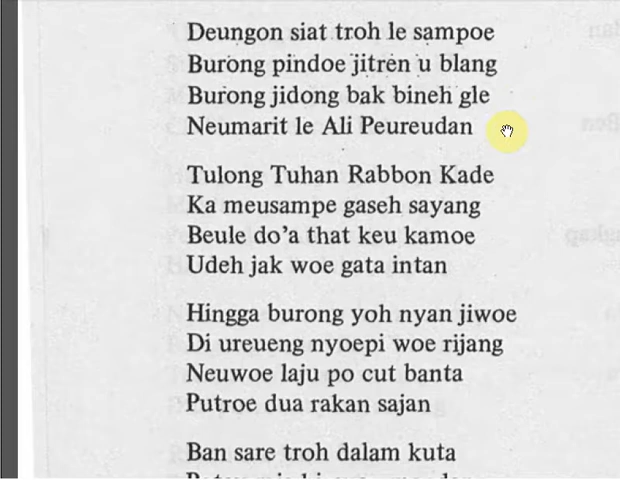 Deungon siat troh le sampoe
Burong pindoe jitren u blang
Burong jidong bak bineh gle
Neumarit le Ali Peureudan
Tulong Tuhan Rabbon Kade
Ka meusampe gaseh sayang
Beule do'a that keu kamoe
Udeh jak woe gata intan
Hingga burong yoh nyan jiwoe
Di ureueng nyoepi woe rijang
Neuwoe laju po cut banta
Putroe dua rakan sajan
Ban sare troh dalam kuta